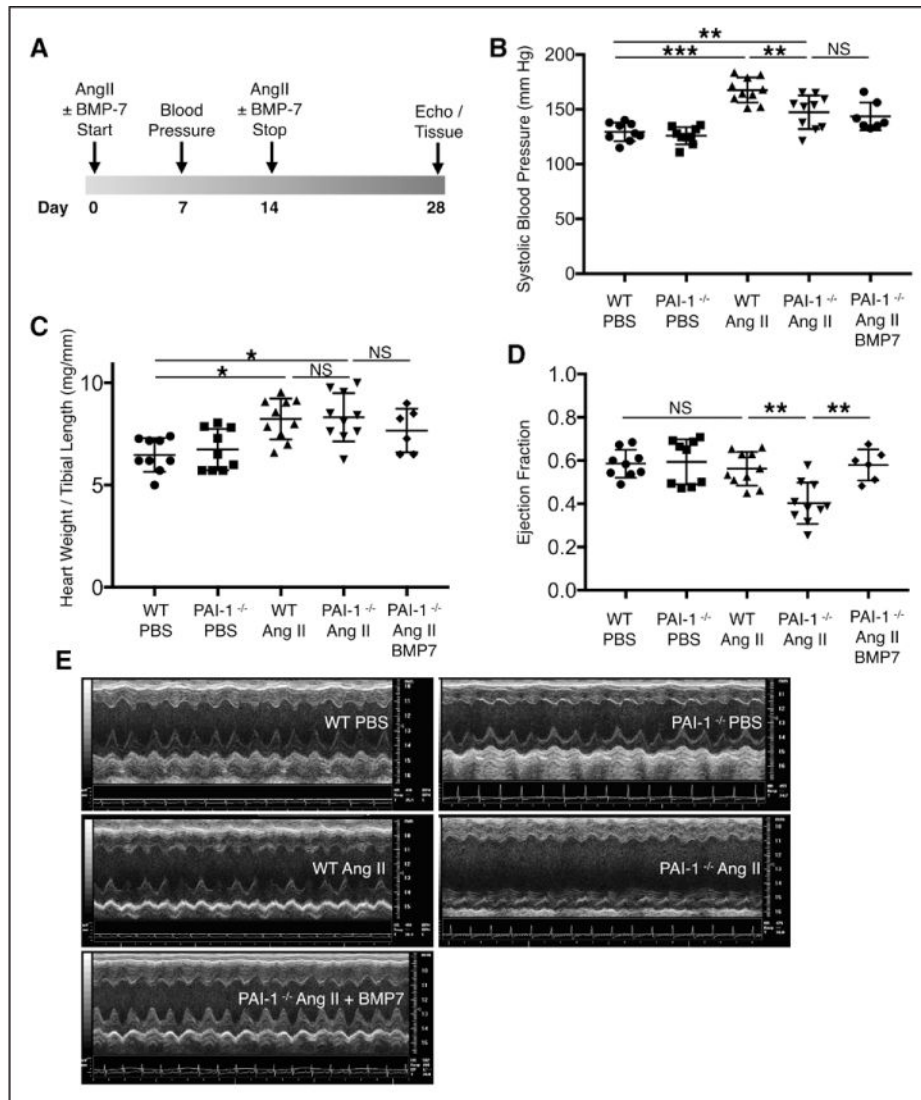 A
AngII
± BMP-7
Start
Blood
Pressure
AngII
± BMP-7
Stop
Echo /
Tissue
Day
0
7
14
28
B
Systolic Blood Pressure (mm Hg)
200
150
100
50
0
**
***
**
NS
WT
PBS
PAI-1 -/-
PBS
WT
Ang II
PAI-1 -/-
Ang II
PAI-1 -/-
Ang II
BMP7
C
Heart Weight / Tibial Length (mg/mm)
10
5
0
*
*
NS
NS
WT
PBS
PAI-1 -/-
PBS
WT
Ang II
PAI-1 -/-
Ang II
PAI-1 -/-
Ang II
BMP7
D
Ejection Fraction
1.0
0.8
0.6
0.4
0.2
0.0
NS
**
**
WT
PBS
PAI-1 -/-
PBS
WT
Ang II
PAI-1 -/-
Ang II
PAI-1 -/-
Ang II
BMP7
E
WT PBS
PAI-1 -/- PBS
WT Ang II
PAI-1 -/- Ang II
PAI-1 -/- Ang II + BMP7